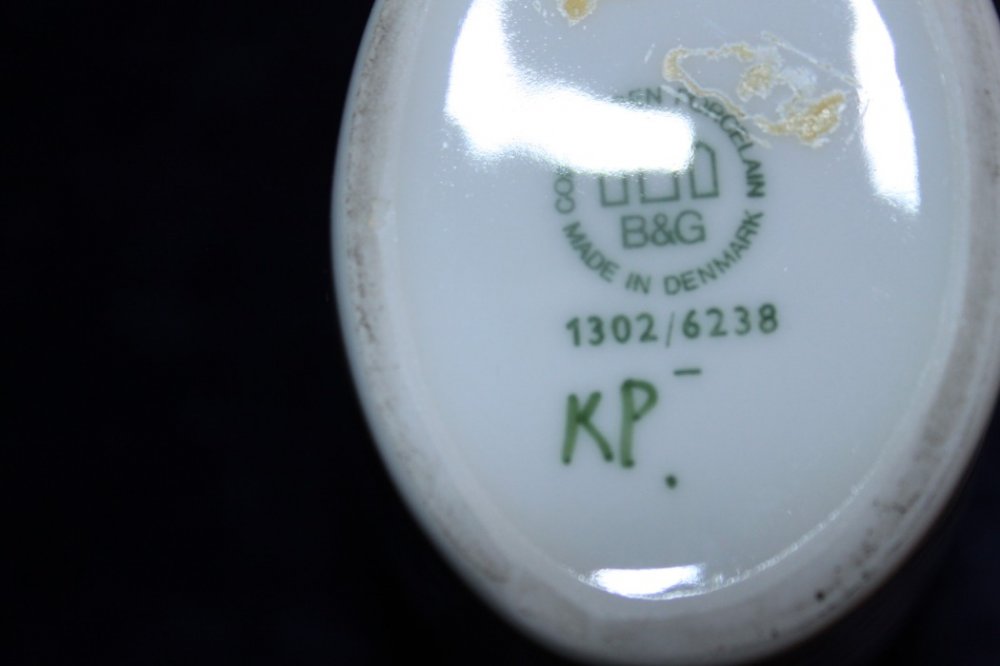 PORCELAIN
B&G
MADE IN DENMARK
1302/6238
KP